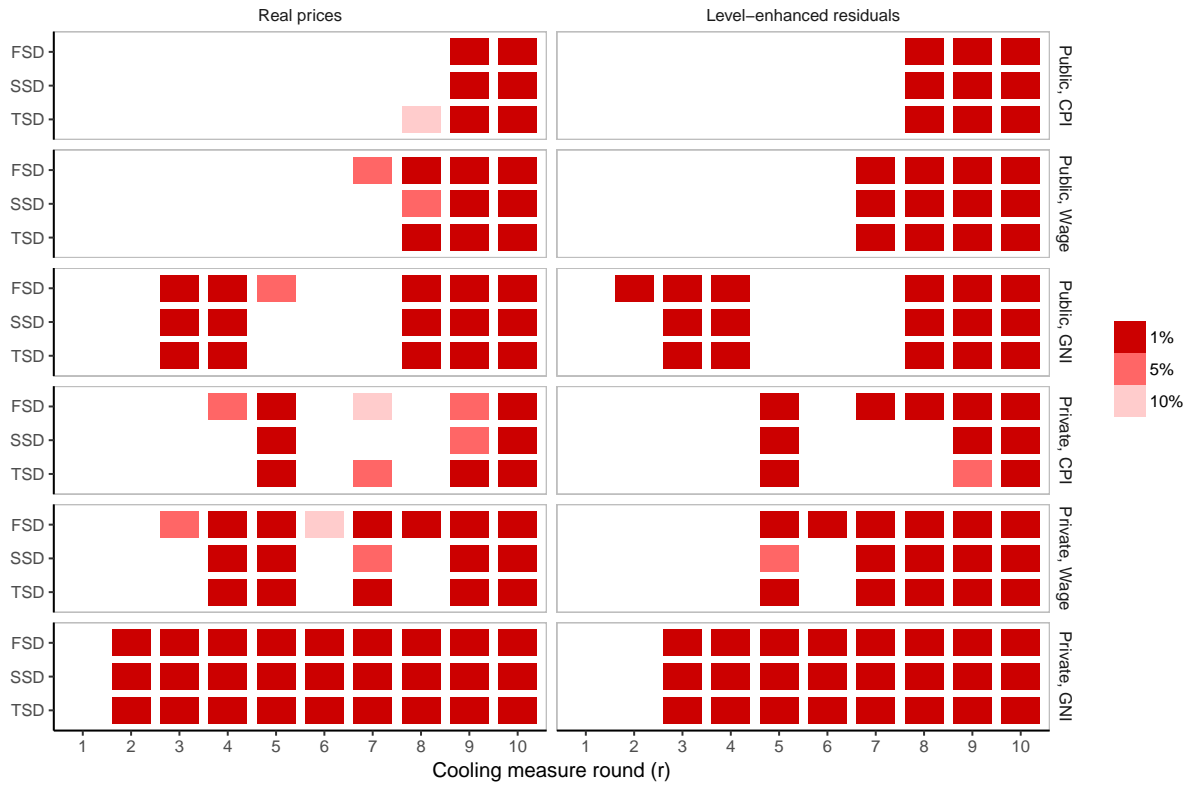 Real prices
Level−enhanced residuals
FSD
SSD
TSD
Public, CPI
FSD
SSD
TSD
Public, Wage
FSD
SSD
TSD
Public, GNI
FSD
SSD
TSD
Private, CPI
FSD
SSD
TSD
Private, Wage
FSD
SSD
TSD
Private, GNI
1 2 3 4 5 6 7 8 9 10
1 2 3 4 5 6 7 8 9 10
Cooling measure round (r)
1%
5%
10%